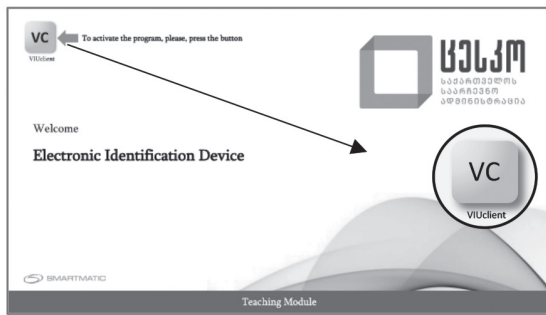 VC
VIUclient
To activate the program, please, press the button
ცესკო
საქართველოს
საარჩევნო
ადმინისტრაცია
Welcome
Electronic Identification Device
VC
VIUclient
SMARTMATIC
Teaching Module